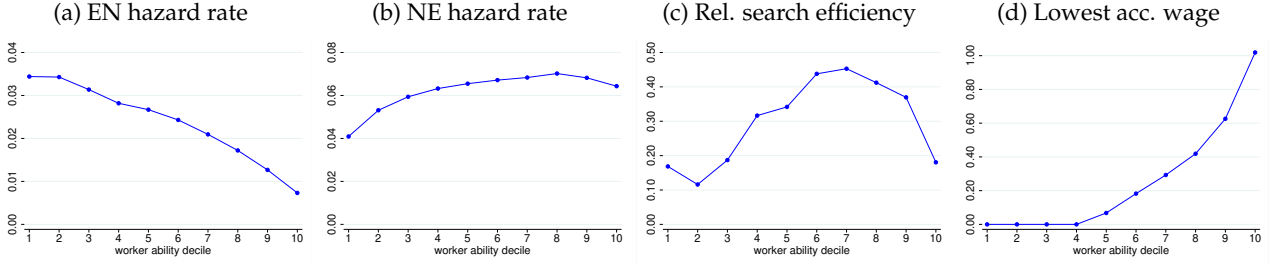 (a) EN hazard rate
0.04
0.03
0.02
0.01
0.00
1 2 3 4 5 6 7 8 9 10
worker ability decile
(b) NE hazard rate
0.08
0.06
0.04
0.02
0.00
1 2 3 4 5 6 7 8 9 10
worker ability decile
(c) Rel. search efficiency
0.50
0.40
0.30
0.20
0.10
0.00
1 2 3 4 5 6 7 8 9 10
worker ability decile
(d) Lowest acc. wage
1.00
0.80
0.60
0.40
0.20
0.00
1 2 3 4 5 6 7 8 9 10
worker ability decile